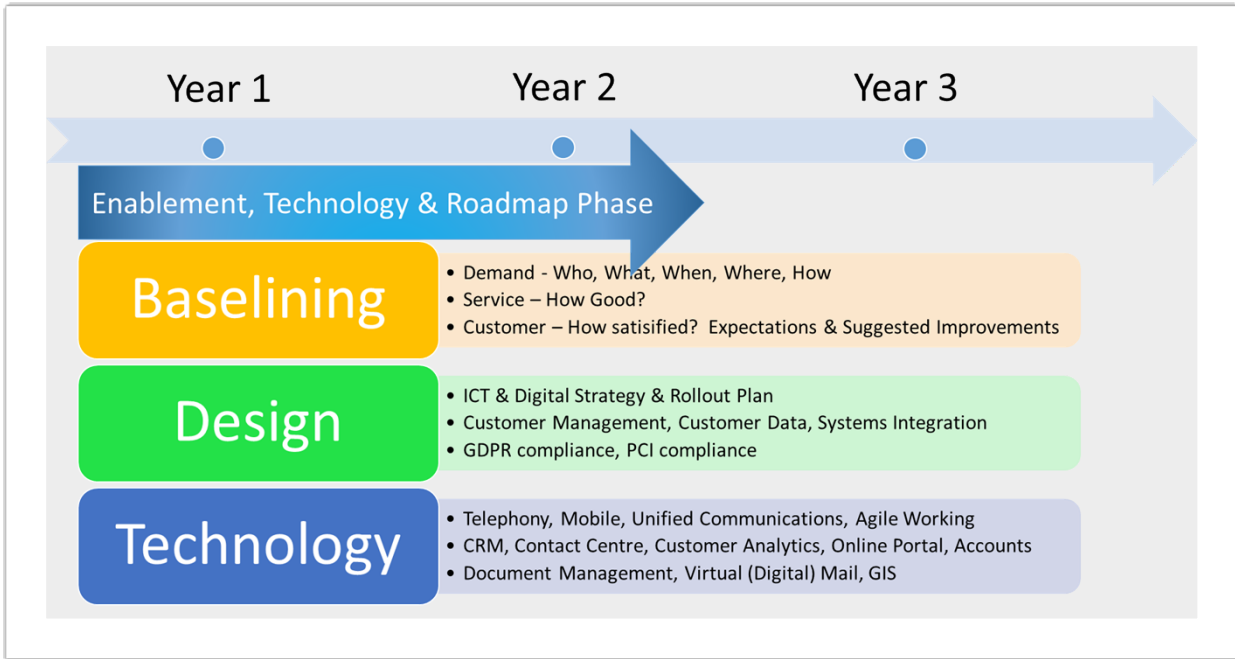 Year 1
Year 2
Year 3
Enablement, Technology & Roadmap Phase
Baselining
• Demand - Who, What, When, Where, How
• Service – How Good?
• Customer – How satisified? Expectations & Suggested Improvements
Design
• ICT & Digital Strategy & Rollout Plan
• Customer Management, Customer Data, Systems Integration
• GDPR compliance, PCI compliance
Technology
• Telephony, Mobile, Unified Communications, Agile Working
• CRM, Contact Centre, Customer Analytics, Online Portal, Accounts
• Document Management, Virtual (Digital) Mail, GIS